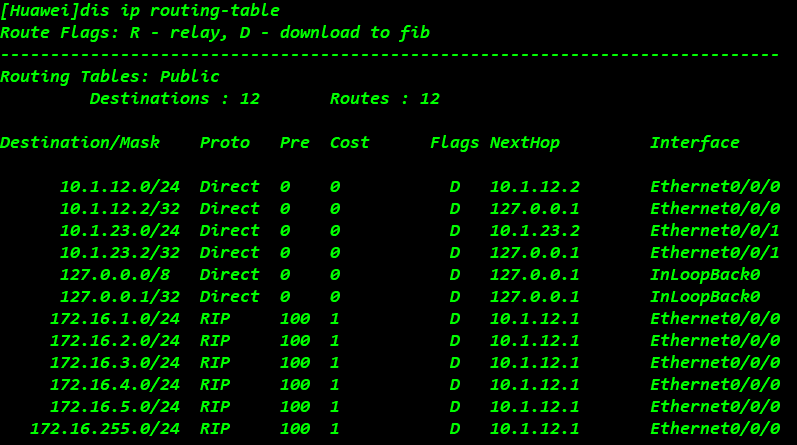 [Huawei]dis ip routing-table
Route Flags: R - relay, D - download to fib
------------------------------------------------------------------------------
Routing Tables: Public
         Destinations : 12       Routes : 12

Destination/Mask    Proto   Pre  Cost      Flags NextHop         Interface

      10.1.12.0/24  Direct  0    0           D   10.1.12.2       Ethernet0/0/0
      10.1.12.2/32  Direct  0    0           D   127.0.0.1       Ethernet0/0/0
      10.1.23.0/24  Direct  0    0           D   10.1.23.2       Ethernet0/0/1
      10.1.23.2/32  Direct  0    0           D   127.0.0.1       Ethernet0/0/1
      127.0.0.0/8   Direct  0    0           D   127.0.0.1       InLoopBack0
      127.0.0.1/32  Direct  0    0           D   127.0.0.1       InLoopBack0
     172.16.1.0/24  RIP     100  1           D   10.1.12.1       Ethernet0/0/0
     172.16.2.0/24  RIP     100  1           D   10.1.12.1       Ethernet0/0/0
     172.16.3.0/24  RIP     100  1           D   10.1.12.1       Ethernet0/0/0
     172.16.4.0/24  RIP     100  1           D   10.1.12.1       Ethernet0/0/0
     172.16.5.0/24  RIP     100  1           D   10.1.12.1       Ethernet0/0/0
   172.16.255.0/24  RIP     100  1           D   10.1.12.1       Ethernet0/0/0